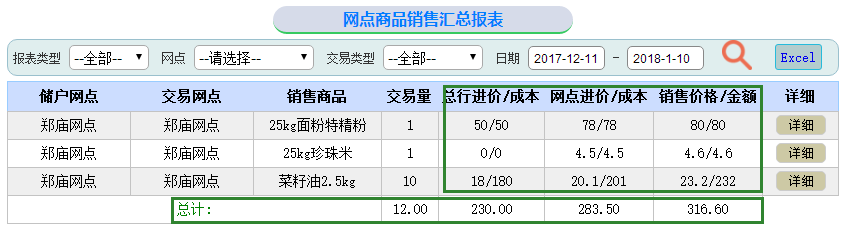 网点商品销售汇总报表
报表类型 --全部-- 网点 --请选择-- 交易类型 --全部-- 日期 2017-12-11 - 2018-1-10 Excel
储户网点 交易网点 销售商品 交易量 总行进价/成本 网点进价/成本 销售价格/金额 详细
郑庙网点 郑庙网点 25kg面粉特精粉 1 50/50 78/78 80/80 详细
郑庙网点 郑庙网点 25kg珍珠米 1 0/0 4.5/4.5 4.6/4.6 详细
郑庙网点 郑庙网点 菜籽油2.5kg 10 18/180 20.1/201 23.2/232 详细
总计: 12.00 230.00 283.50 316.60